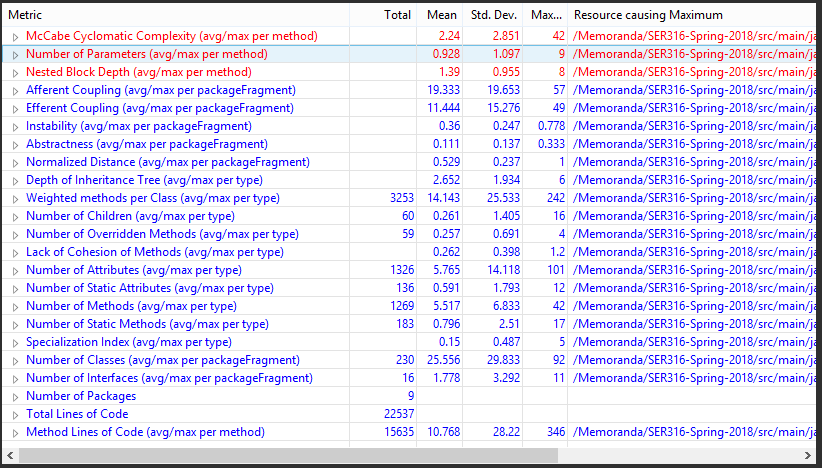 Metric Total Mean Std. Dev. Max... Resource causing Maximum
McCabe Cyclomatic Complexity (avg/max per method) 2.24 2.851 42 /Memoranda/SER316-Spring-2018/src/main/ja
Number of Parameters (avg/max per method) 0.928 1.097 9 /Memoranda/SER316-Spring-2018/src/main/ja
Nested Block Depth (avg/max per method) 1.39 0.955 8 /Memoranda/SER316-Spring-2018/src/main/ja
Afferent Coupling (avg/max per packageFragment) 19.333 19.653 57 /Memoranda/SER316-Spring-2018/src/main/ja
Efferent Coupling (avg/max per packageFragment) 11.444 15.276 49 /Memoranda/SER316-Spring-2018/src/main/ja
Instability (avg/max per packageFragment) 0.36 0.247 0.778 /Memoranda/SER316-Spring-2018/src/main/ja
Abstractness (avg/max per packageFragment) 0.111 0.137 0.333 /Memoranda/SER316-Spring-2018/src/main/ja
Normalized Distance (avg/max per packageFragment) 0.529 0.237 1 /Memoranda/SER316-Spring-2018/src/main/ja
Depth of Inheritance Tree (avg/max per type) 2.652 1.934 6 /Memoranda/SER316-Spring-2018/src/main/ja
Weighted methods per Class (avg/max per type) 3253 14.143 25.533 242 /Memoranda/SER316-Spring-2018/src/main/ja
Number of Children (avg/max per type) 60 0.261 1.405 16 /Memoranda/SER316-Spring-2018/src/main/ja
Number of Overridden Methods (avg/max per type) 59 0.257 0.691 4 /Memoranda/SER316-Spring-2018/src/main/ja
Lack of Cohesion of Methods (avg/max per type) 0.262 0.398 1.2 /Memoranda/SER316-Spring-2018/src/main/ja
Number of Attributes (avg/max per type) 1326 5.765 14.118 101 /Memoranda/SER316-Spring-2018/src/main/ja
Number of Static Attributes (avg/max per type) 136 0.591 1.793 12 /Memoranda/SER316-Spring-2018/src/main/ja
Number of Methods (avg/max per type) 1269 5.517 6.833 42 /Memoranda/SER316-Spring-2018/src/main/ja
Number of Static Methods (avg/max per type) 183 0.796 2.51 17 /Memoranda/SER316-Spring-2018/src/main/ja
Specialization Index (avg/max per type) 0.15 0.487 5 /Memoranda/SER316-Spring-2018/src/main/ja
Number of Classes (avg/max per packageFragment) 230 25.556 29.833 92 /Memoranda/SER316-Spring-2018/src/main/ja
Number of Interfaces (avg/max per packageFragment) 16 1.778 3.292 11 /Memoranda/SER316-Spring-2018/src/main/ja
Number of Packages 9
Total Lines of Code 22537
Method Lines of Code (avg/max per method) 15635 10.768 28.22 346 /Memoranda/SER316-Spring-2018/src/main/ja